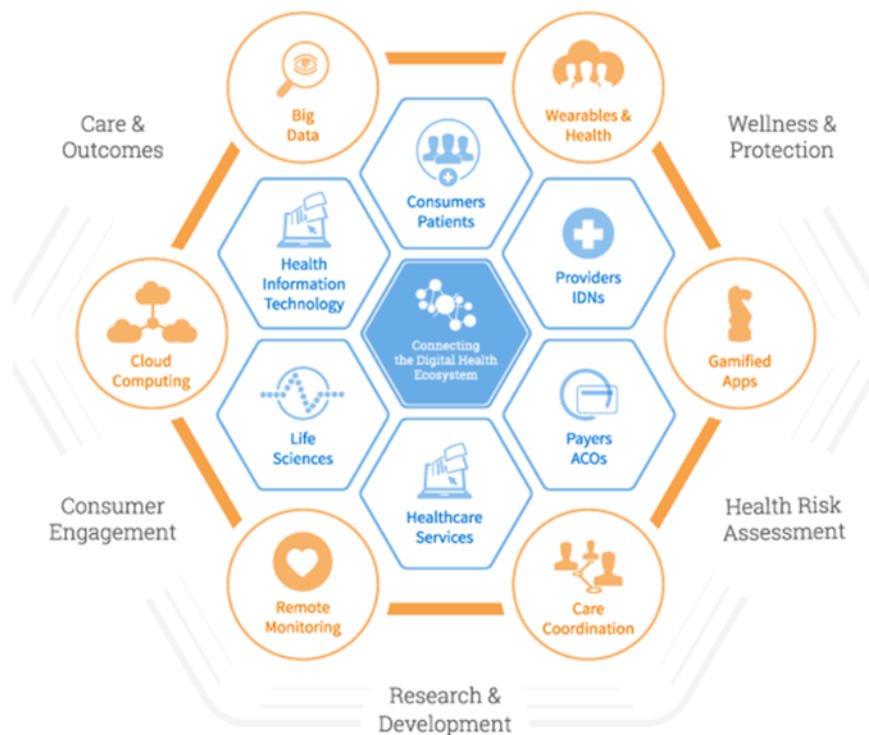 Big
Data
Wearables &
Health
Care &
Outcomes
Wellness &
Protection
Consumers
Patients
Health
Information
Technology
Providers
IDNs
Connecting
the Digital Health
Ecosystem
Cloud
Computing
Gamified
Apps
Life
Sciences
Payers
ACOs
Consumer
Engagement
Healthcare
Services
Health Risk
Assessment
Remote
Monitoring
Care
Coordination
Research &
Development